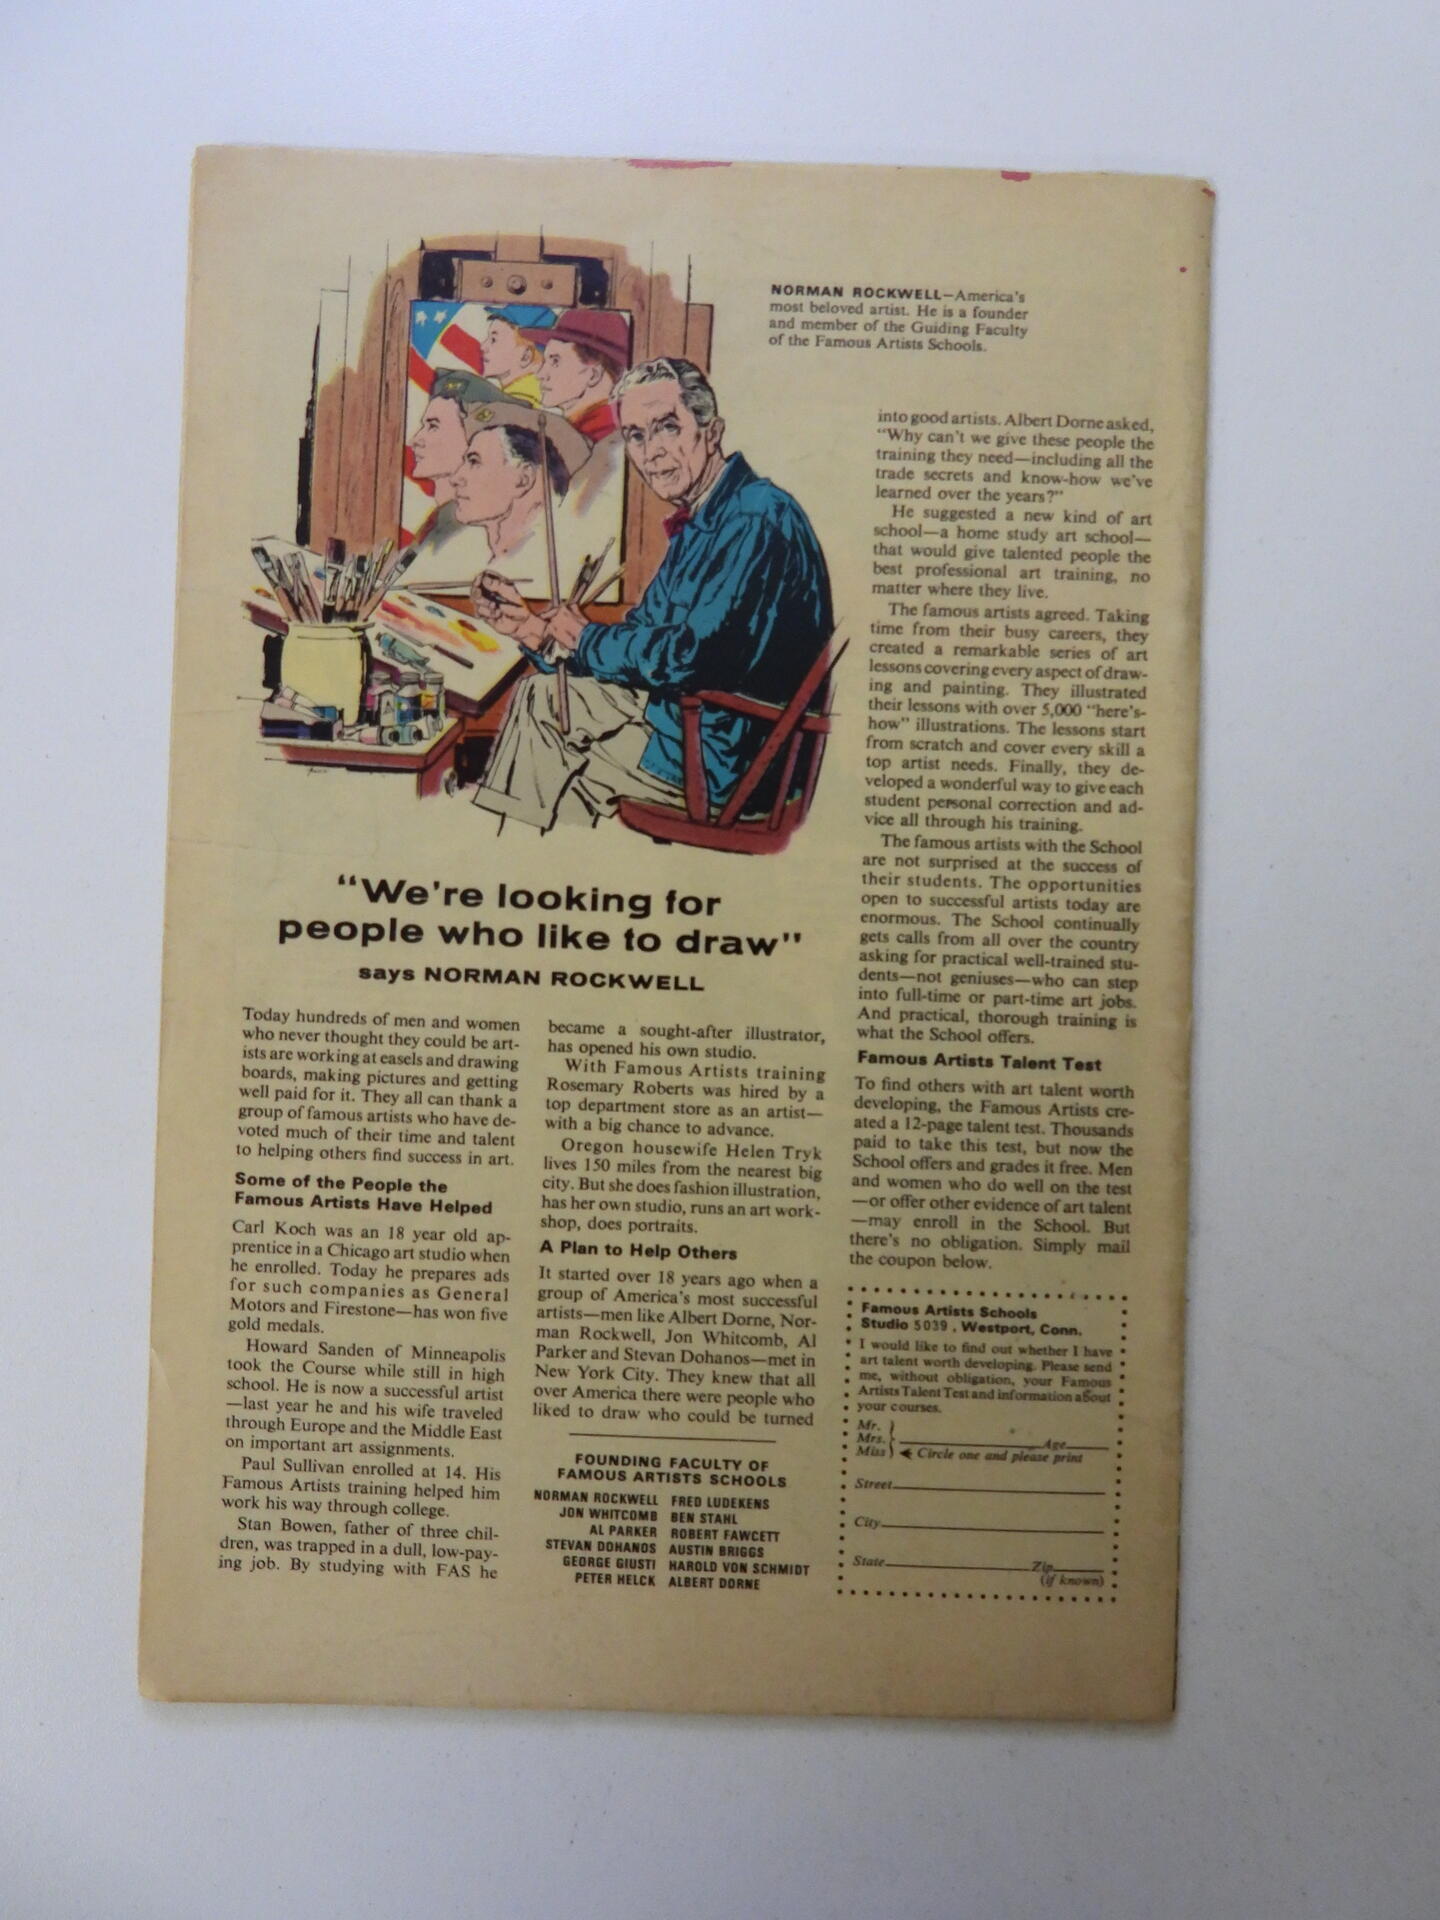 NORMAN ROCKWELL—America's
most beloved artist. He is a founder
and member of the Guiding Faculty
of the Famous Artists Schools.
"We're looking for
people who like to draw"
says NORMAN ROCKWELL
Today hundreds of men and women
who never thought they could be art-
ists are working at easels and drawing
boards, making pictures and getting
well paid for it. They all can thank a
group of famous artists who have de-
voted much of their time and talent
to helping others find success in art.
Some of the People the
Famous Artists Have Helped
Carl Koch was an 18 year old ap-
prentice in a Chicago art studio when
he enrolled. Today he prepares ads
for such companies as General
Motors and Firestone—has won five
gold medals.
Howard Sanden of Minneapolis
took the Course while still in high
school. He is now a successful artist
—last year he and his wife traveled
through Europe and the Middle East
on important art assignments.
Paul Sullivan enrolled at 14. His
Famous Artists training helped him
work his way through college.
Stan Bowen, father of three chil-
dren, was trapped in a dull, low-pay-
ing job. By studying with FAS he
became a sought-after illustrator,
has opened his own studio.
With Famous Artists training
Rosemary Roberts was hired by a
top department store as an artist—
with a big chance to advance.
Oregon housewife Helen Tryk
lives 150 miles from the nearest big
city. But she does fashion illustration,
has her own studio, runs an art work-
shop, does portraits.
A Plan to Help Others
It started over 18 years ago when a
group of America's most successful
artists—men like Albert Dorne, Nor-
man Rockwell, Jon Whitcomb, Al
Parker and Stevan Dohanos—met in
New York City. They knew that all
over America there were people who
liked to draw who could be turned
into good artists. Albert Dorne asked,
"Why can't we give these people the
training they need—including all the
trade secrets and know-how we've
learned over the years?"
He suggested a new kind of art
school—a home study art school—
that would give talented people the
best professional art training, no
matter where they live.
The famous artists agreed. Taking
time from their busy careers, they
created a remarkable series of art
lessons covering every aspect of draw-
ing and painting. They illustrated
their lessons with over 5,000 "here's-
how" illustrations. The lessons start
from scratch and cover every skill a
top artist needs. Finally, they de-
veloped a wonderful way to give each
student personal correction and ad-
vice all through his training.
The famous artists with the School
are not surprised at the success of
their students. The opportunities
open to successful artists today are
enormous. The School continually
gets calls from all over the country
asking for practical well-trained stu-
dents—not geniuses—who can step
into full-time or part-time art jobs.
And practical, thorough training is
what the School offers.
Famous Artists Talent Test
To find others with art talent worth
developing, the Famous Artists cre-
ated a 12-page talent test. Thousands
paid to take this test, but now the
School offers and grades it free. Men
and women who do well on the test
—or offer other evidence of art talent
—may enroll in the School. But
there's no obligation. Simply mail
the coupon below.
FOUNDING FACULTY OF
FAMOUS ARTISTS SCHOOLS
NORMAN ROCKWELL FRED LUDEKENS
JON WHITCOMB BEN STAHL
AL PARKER ROBERT FAWCETT
STEVAN DOHANOS AUSTIN BRIGGS
GEORGE GIUSTI HAROLD VON SCHMIDT
PETER HELCK ALBERT DORNE
Famous Artists Schools
Studio 5039, Westport, Conn.
I would like to find out whether I have
art talent worth developing. Please send
me, without obligation, your Famous
Artists Talent Test and information about
your courses.
Mr.
Mrs. Age
Miss Circle one and please print
Street
City
State Zip
(if known)